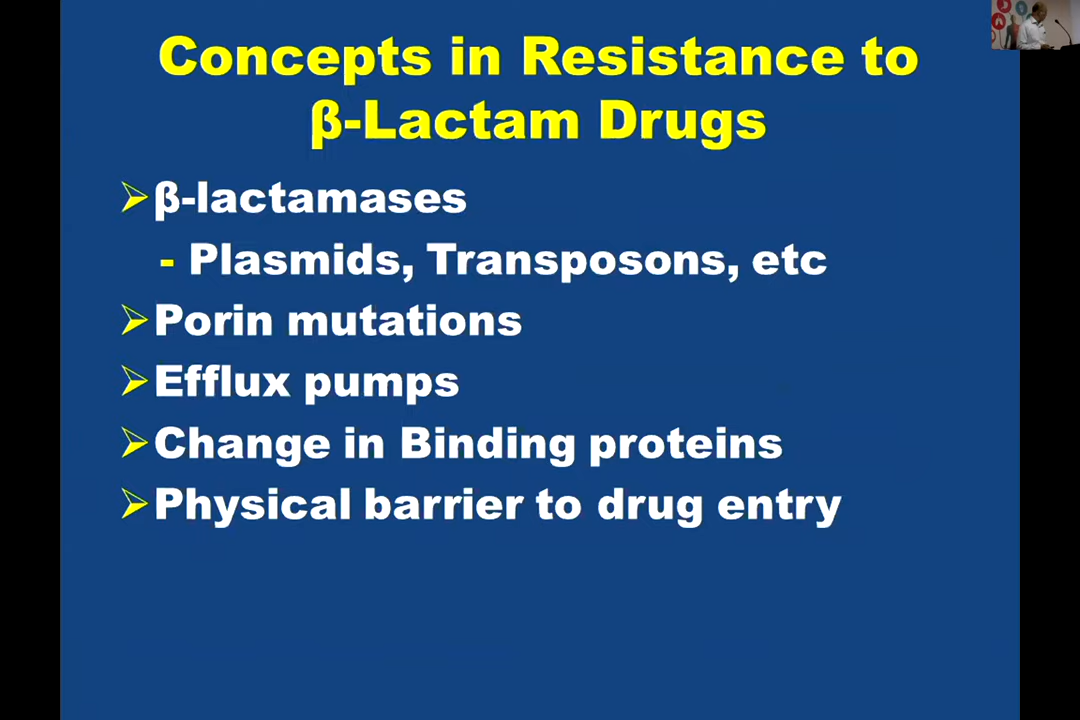 Concepts in Resistance to
β-Lactam Drugs
➢β-lactamases
- Plasmids, Transposons, etc
➢Porin mutations
➢Efflux pumps
➢Change in Binding proteins
➢Physical barrier to drug entry